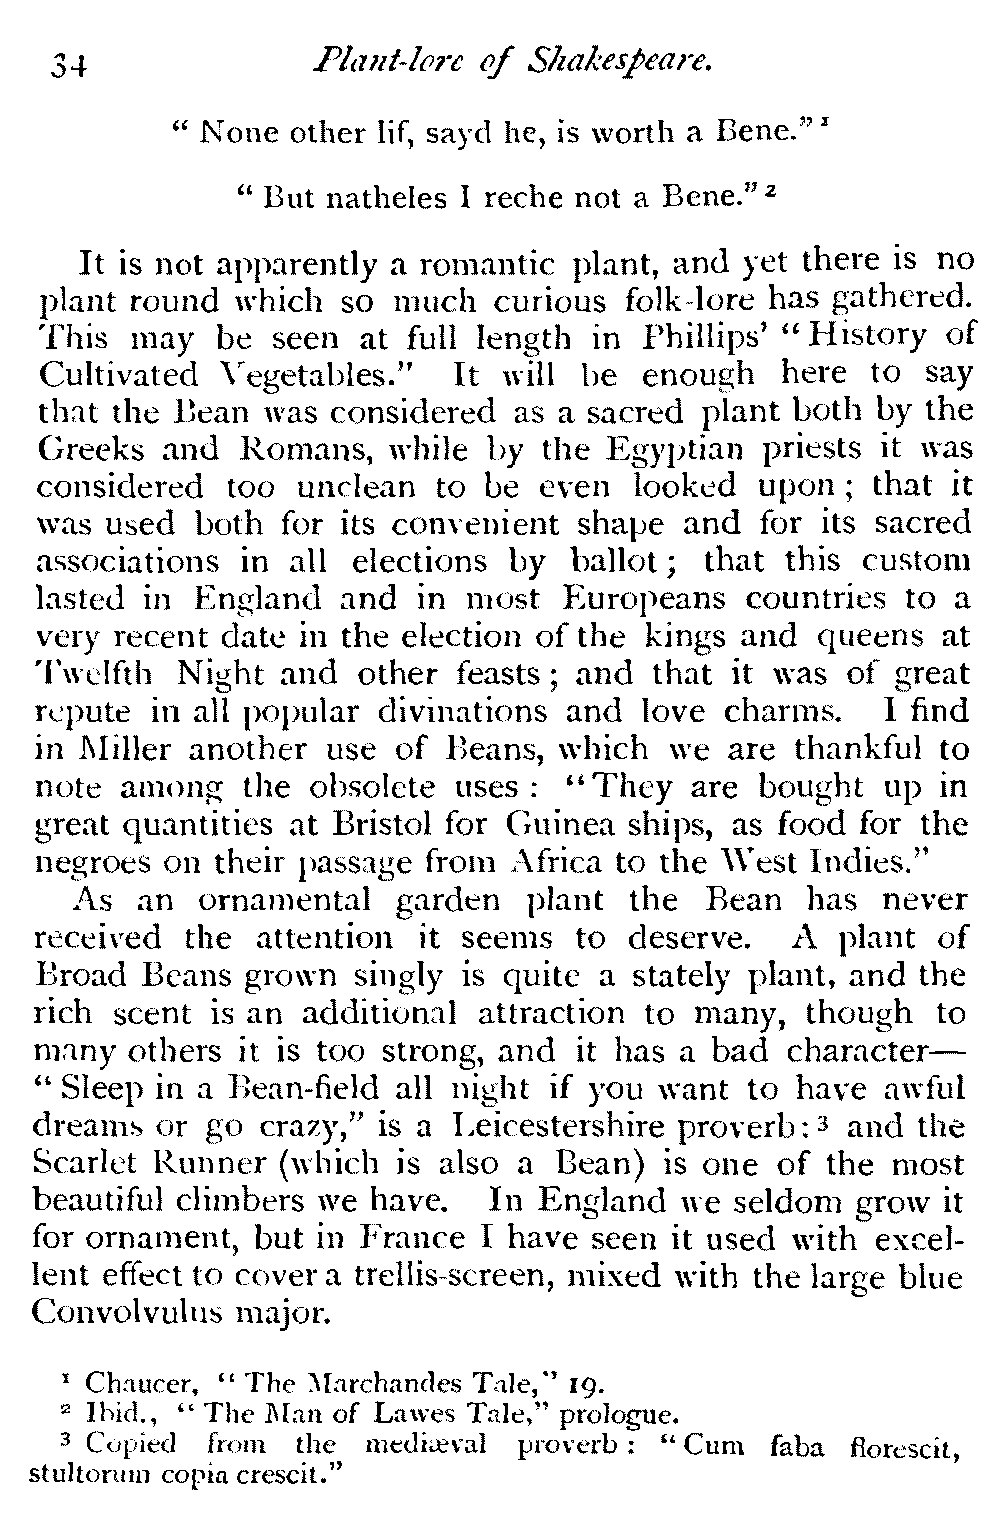 34 Plant-lore of Shakespeare.
“ None other lif, sayd he, is worth a Bene.” ¹
“ But natheles I reche not a Bene.” ²
It is not apparently a romantic plant, and yet there is no
plant round which so much curious folk-lore has gathered.
This may be seen at full length in Phillips’ “ History of
Cultivated Vegetables.” It will be enough here to say
that the Bean was considered as a sacred plant both by the
Greeks and Romans, while by the Egyptian priests it was
considered too unclean to be even looked upon ; that it
was used both for its convenient shape and for its sacred
associations in all elections by ballot ; that this custom
lasted in England and in most Europeans countries to a
very recent date in the election of the kings and queens at
Twelfth Night and other feasts ; and that it was of great
repute in all popular divinations and love charms. I find
in Miller another use of Beans, which we are thankful to
note among the obsolete uses : “ They are bought up in
great quantities at Bristol for Guinea ships, as food for the
negroes on their passage from Africa to the West Indies.”
As an ornamental garden plant the Bean has never
received the attention it seems to deserve. A plant of
Broad Beans grown singly is quite a stately plant, and the
rich scent is an additional attraction to many, though to
many others it is too strong, and it has a bad character—
“ Sleep in a Bean-field all night if you want to have awful
dreams or go crazy,” is a Leicestershire proverb : ³ and the
Scarlet Runner (which is also a Bean) is one of the most
beautiful climbers we have. In England we seldom grow it
for ornament, but in France I have seen it used with excel-
lent effect to cover a trellis-screen, mixed with the large blue
Convolvulus major.
¹ Chaucer, “ The Marchandes Tale,” 19.
² Ibid., “ The Man of Lawes Tale,” prologue.
³ Copied from the mediæval proverb : “ Cum faba florescit,
stultorum copia crescit.”